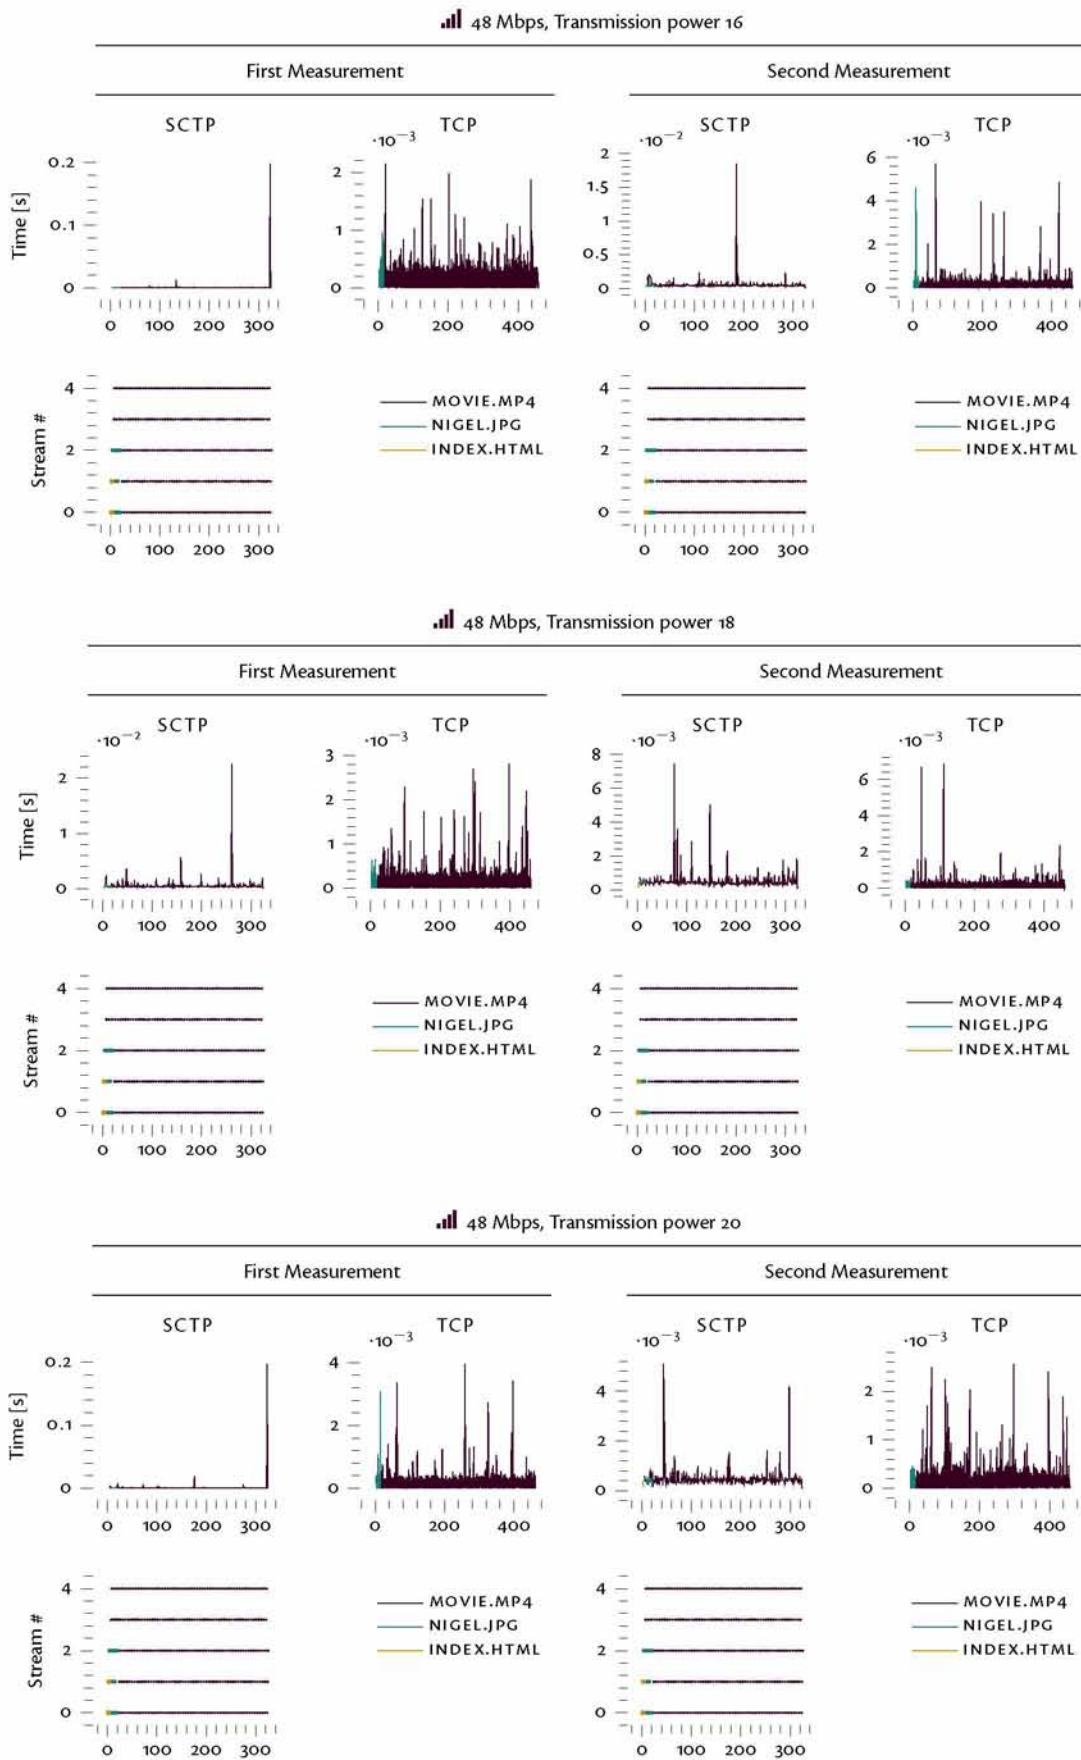 48 Mbps, Transmission power 16
First Measurement
Second Measurement
SCTP
TCP
SCTP
TCP
·10⁻³
·10⁻²
·10⁻³
Time [s]
0.2
0.1
0
0 100 200 300
2
1
0
0 200 400
2
1.5
1
0.5
0
0 100 200 300
6
4
2
0
0 200 400
Stream #
4
2
0
0 100 200 300
MOVIE.MP4
NIGEL.JPG
INDEX.HTML
4
2
0
0 100 200 300
MOVIE.MP4
NIGEL.JPG
INDEX.HTML
48 Mbps, Transmission power 18
First Measurement
Second Measurement
SCTP
TCP
SCTP
TCP
·10⁻²
·10⁻³
·10⁻³
·10⁻³
Time [s]
2
1
0
0 100 200 300
3
2
1
0
0 200 400
8
6
4
2
0
0 100 200 300
6
4
2
0
0 200 400
Stream #
4
2
0
0 100 200 300
MOVIE.MP4
NIGEL.JPG
INDEX.HTML
4
2
0
0 100 200 300
MOVIE.MP4
NIGEL.JPG
INDEX.HTML
48 Mbps, Transmission power 20
First Measurement
Second Measurement
SCTP
TCP
SCTP
TCP
·10⁻³
·10⁻³
·10⁻³
Time [s]
0.2
0.1
0
0 100 200 300
4
2
0
0 200 400
4
2
0
0 100 200 300
2
1
0
0 200 400
Stream #
4
2
0
0 100 200 300
MOVIE.MP4
NIGEL.JPG
INDEX.HTML
4
2
0
0 100 200 300
MOVIE.MP4
NIGEL.JPG
INDEX.HTML